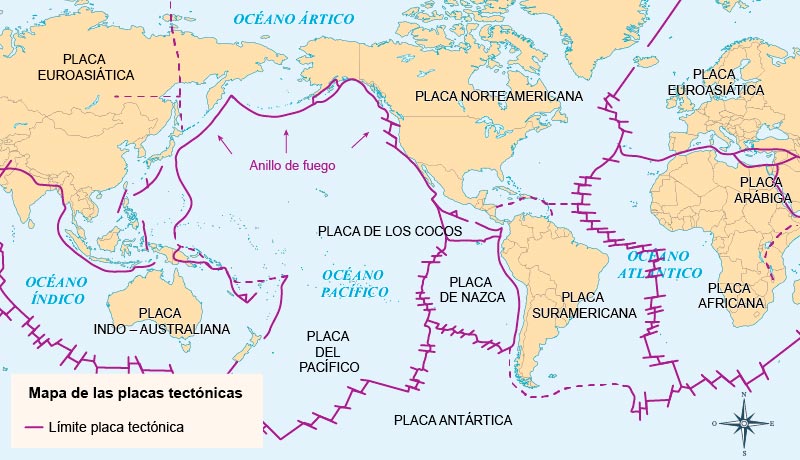 OCÉANO ÁRTICO
PLACA
EUROASIÁTICA
PLACA NORTEAMERICANA
PLACA
EUROASIÁTICA
Anillo de fuego
PLACA
ARÁBIGA
PLACA DE LOS COCOS
OCÉANO
ÍNDICO
OCÉANO
PACÍFICO
PLACA
DE NAZCA
OCÉANO
ATLÁNTICO
PLACA
INDO – AUSTRALIANA
PLACA
SURAMERICANA
PLACA
AFRICANA
PLACA
DEL
PACÍFICO
PLACA ANTÁRTICA
Mapa de las placas tectónicas
Límite placa tectónica
N
O
E
S